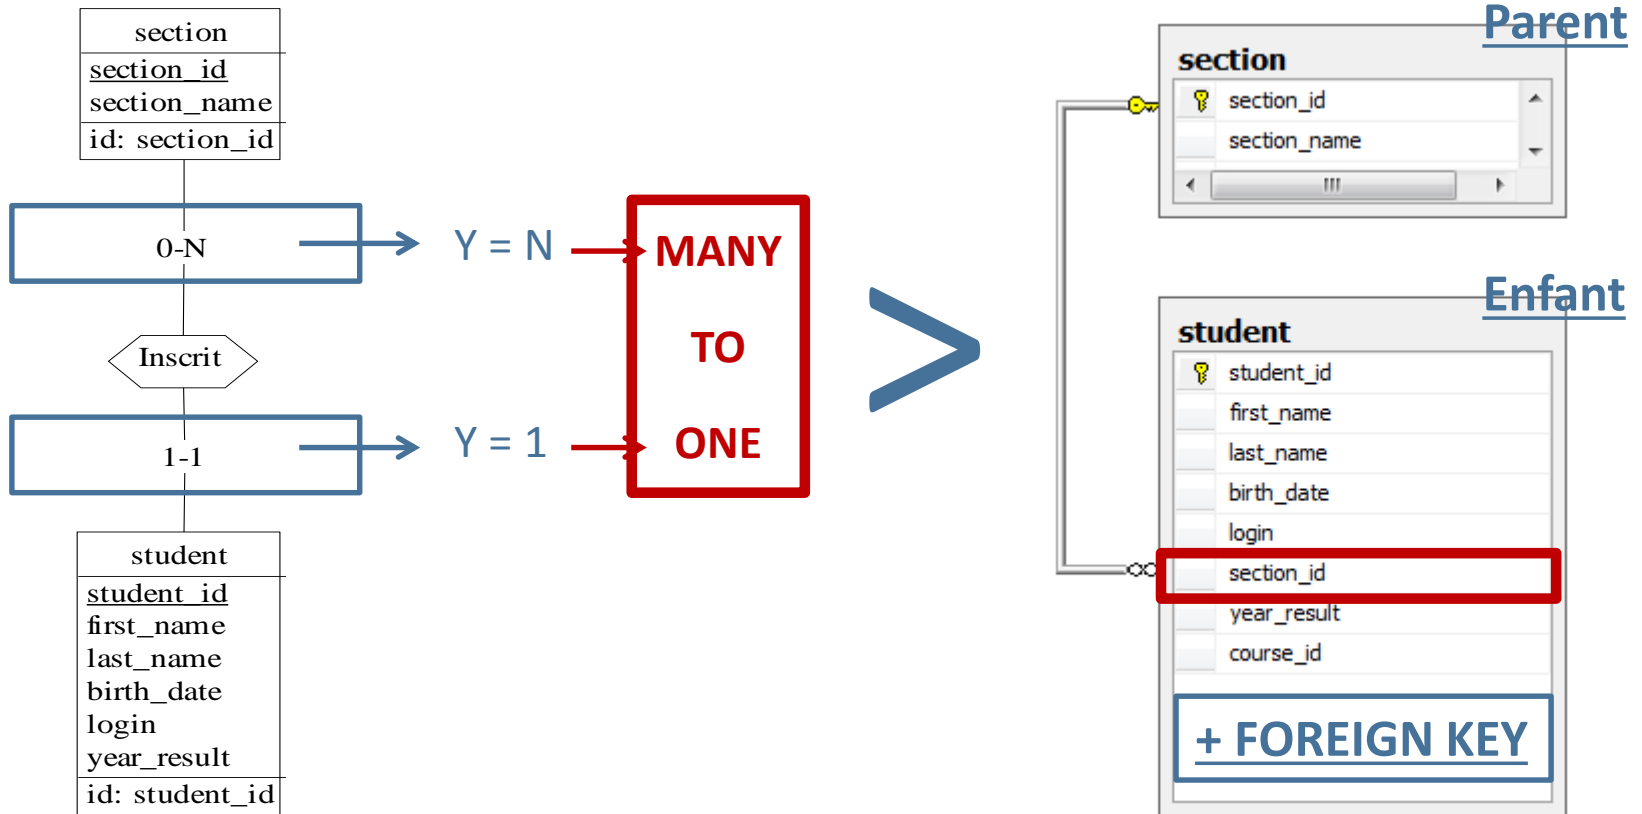 section
section_id
section_name
id: section_id
0-N
Inscrit
1-1
student
student_id
first_name
last_name
birth_date
login
year_result
id: student_id
Y = N
Y = 1
MANY
TO
ONE
>
Parent
section
section_id
section_name
Enfant
student
student_id
first_name
last_name
birth_date
login
section_id
year_result
course_id
+ FOREIGN KEY